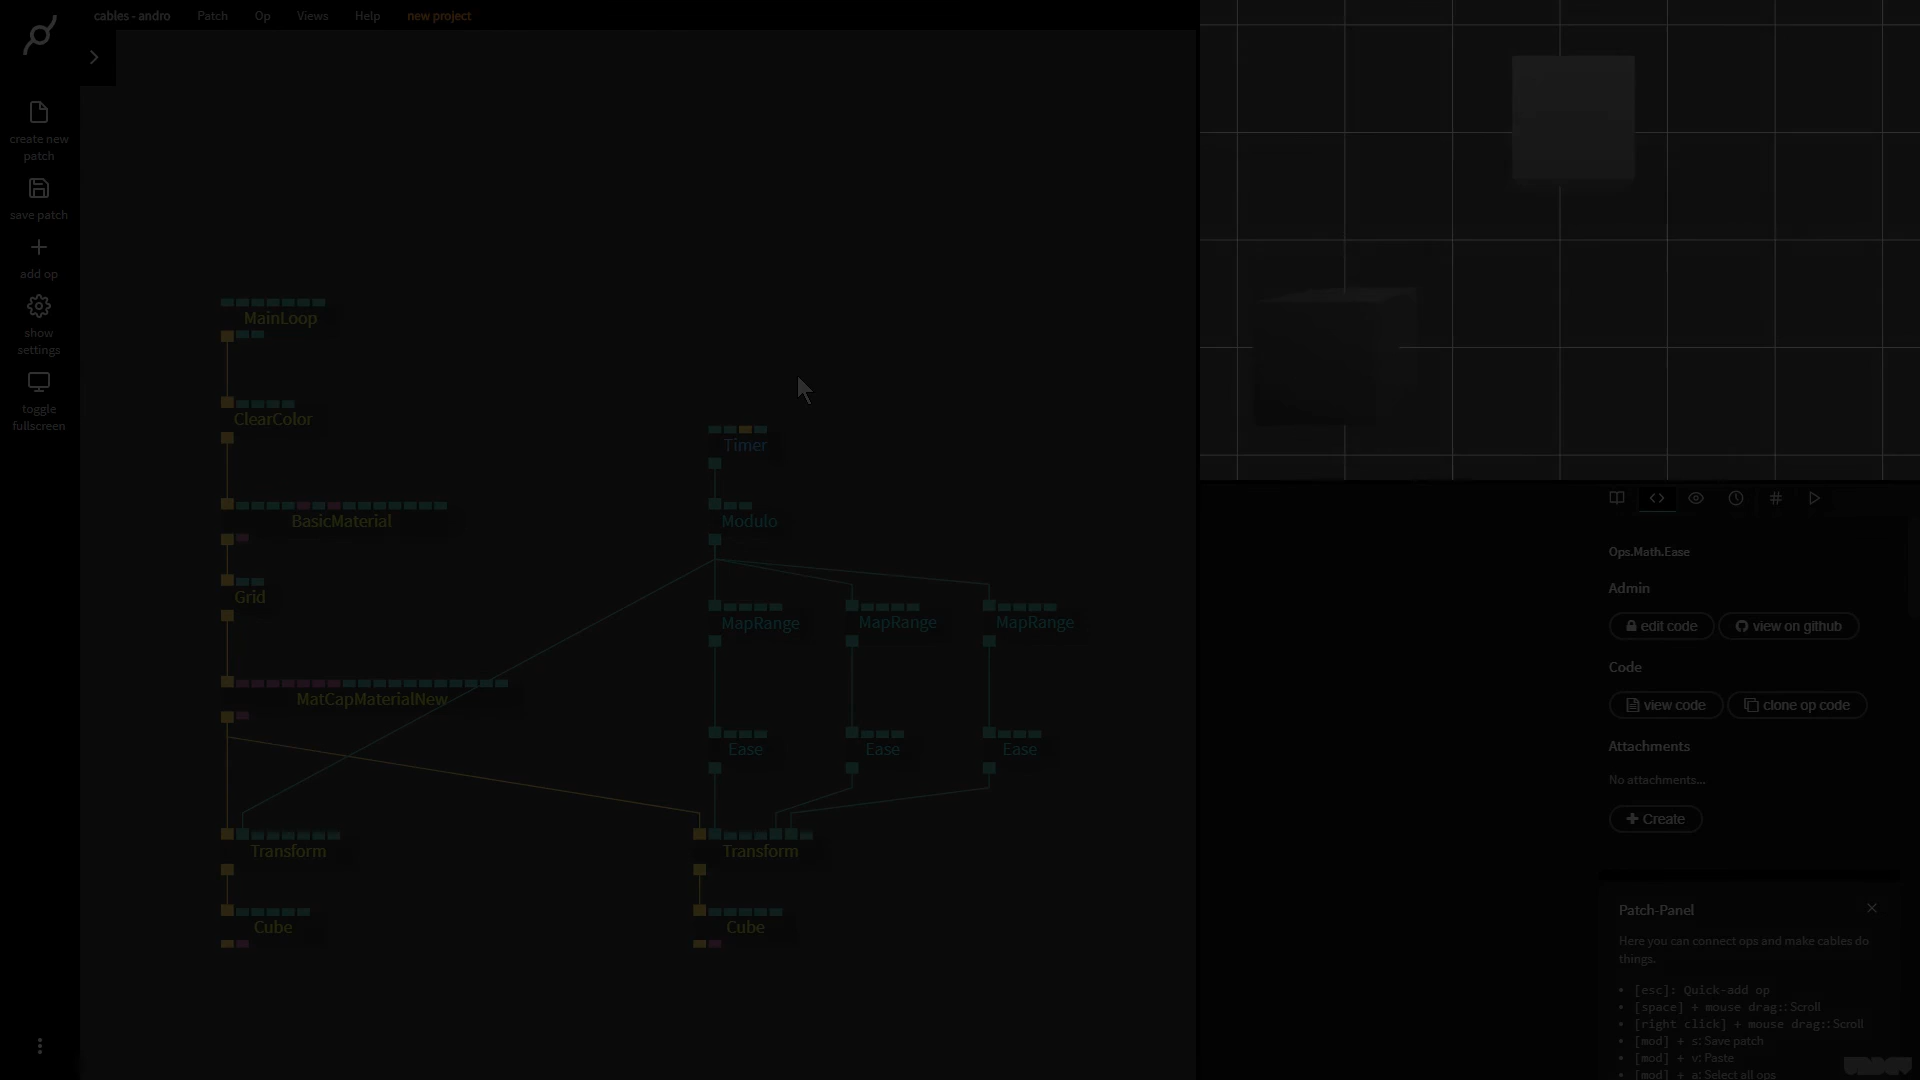 cables - andro Patch Op Views Help new project
create new
patch
save patch
add op
show
settings
toggle
fullscreen
MainLoop
ClearColor
Timer
BasicMaterial
Modulo
Grid
MapRange MapRange MapRange
MatCapMaterialNew
Ease Ease Ease
Transform Transform
Cube Cube
Ops.Math.Ease
Admin
edit code view on github
Code
view code clone op code
Attachments
No attachments...
Create
Patch-Panel
Here you can connect ops and make cables do
things.
[esc]: Quick-add op
[space] + mouse drag:: Scroll
[right click] + mouse drag:: Scroll
[mod] + s: Save patch
[mod] + v: Paste
[mod] + a: Select all ops